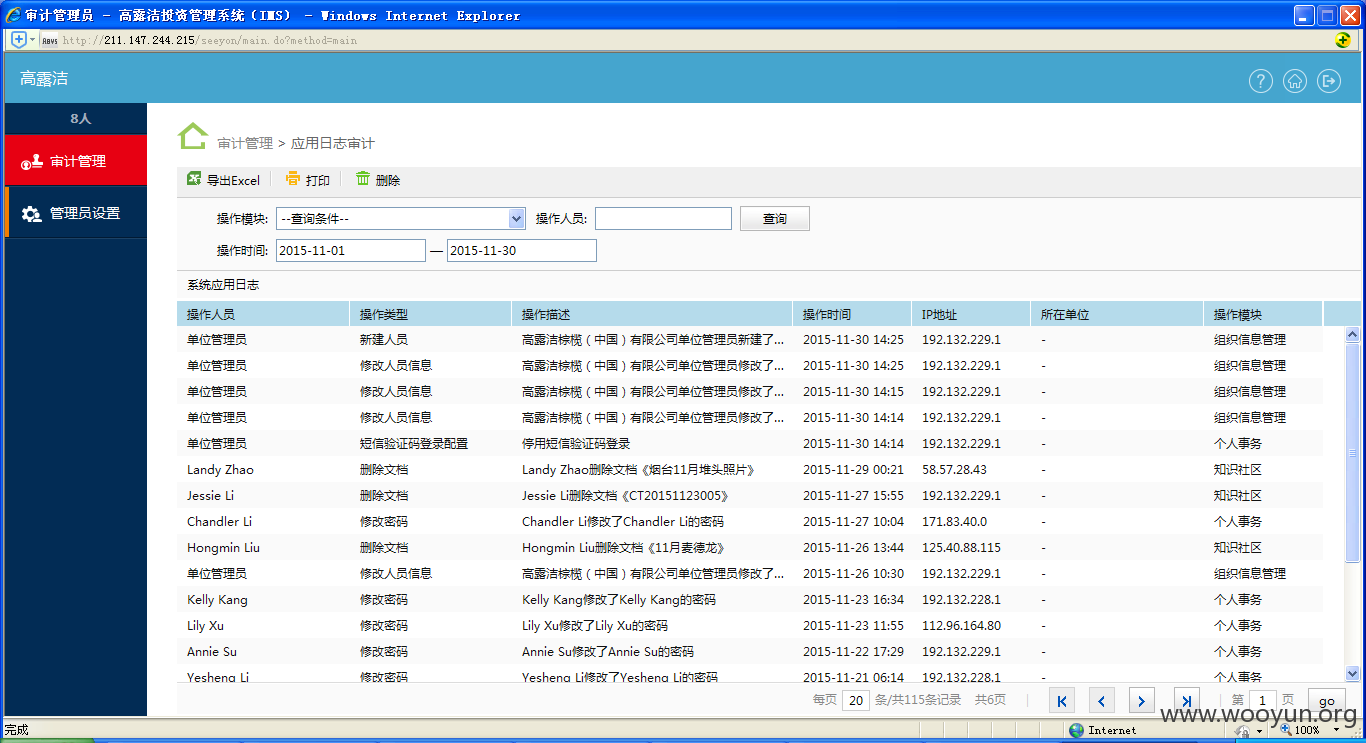 审计管理员 - 高露洁投资管理系统（IMS） - Windows Internet Explorer
http://211.147.244.215/seeyon/main.do?method=main
高露洁
8人
审计管理
管理员设置
审计管理 > 应用日志审计
导出Excel 打印 删除
操作模块: --查询条件-- 操作人员: 查询
操作时间: 2015-11-01 — 2015-11-30
系统应用日志
操作人员 操作类型 操作描述 操作时间 IP地址 所在单位 操作模块
单位管理员 新建人员 高露洁棕榄（中国）有限公司单位管理员新建了... 2015-11-30 14:25 192.132.229.1 - 组织信息管理
单位管理员 修改人员信息 高露洁棕榄（中国）有限公司单位管理员修改了... 2015-11-30 14:25 192.132.229.1 - 组织信息管理
单位管理员 修改人员信息 高露洁棕榄（中国）有限公司单位管理员修改了... 2015-11-30 14:15 192.132.229.1 - 组织信息管理
单位管理员 修改人员信息 高露洁棕榄（中国）有限公司单位管理员修改了... 2015-11-30 14:14 192.132.229.1 - 组织信息管理
单位管理员 短信验证码登录配置 停用短信验证码登录 2015-11-30 14:14 192.132.229.1 - 个人事务
Landy Zhao 删除文档 Landy Zhao删除文档《烟台11月堆头照片》 2015-11-29 00:21 58.57.28.43 - 知识社区
Jessie Li 删除文档 Jessie Li删除文档《CT20151123005》 2015-11-27 15:55 192.132.229.1 - 知识社区
Chandler Li 修改密码 Chandler Li修改了Chandler Li的密码 2015-11-27 10:04 171.83.40.0 - 个人事务
Hongmin Liu 删除文档 Hongmin Liu删除文档《11月麦德龙》 2015-11-26 13:44 125.40.88.115 - 知识社区
单位管理员 修改人员信息 高露洁棕榄（中国）有限公司单位管理员修改了... 2015-11-26 10:30 192.132.229.1 - 组织信息管理
Kelly Kang 修改密码 Kelly Kang修改了Kelly Kang的密码 2015-11-23 16:34 192.132.228.1 - 个人事务
Lily Xu 修改密码 Lily Xu修改了Lily Xu的密码 2015-11-23 11:55 112.96.164.80 - 个人事务
Annie Su 修改密码 Annie Su修改了Annie Su的密码 2015-11-22 17:29 192.132.229.1 - 个人事务
Yesheng Li 修改密码 Yesheng Li修改了Yesheng Li的密码 2015-11-21 06:14 192.132.228.1 - 个人事务
每页 20 条/共115条记录 共6页 第 1 页 go
www.wooyun.org
完成 Internet 100%